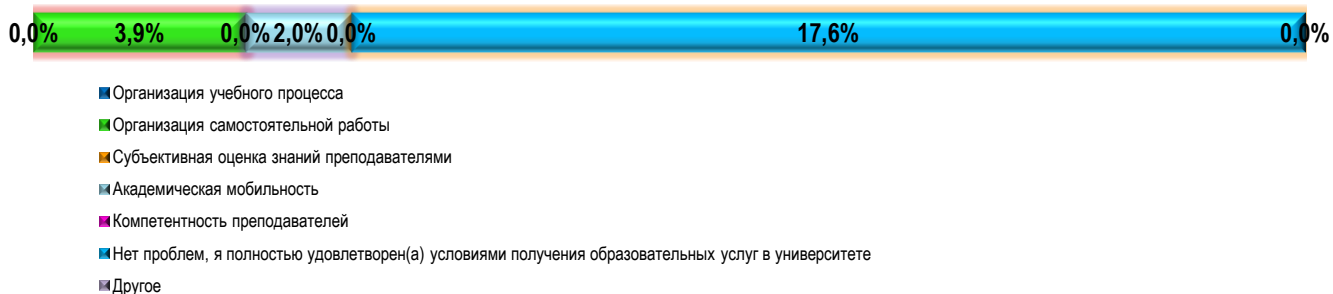 0,0% 3,9% 0,0% 2,0% 0,0% 17,6% 0,0%
Организация учебного процесса
Организация самостоятельной работы
Субъективная оценка знаний преподавателями
Академическая мобильность
Компетентность преподавателей
Нет проблем, я полностью удовлетворен(а) условиями получения образовательных услуг в университете
Другое